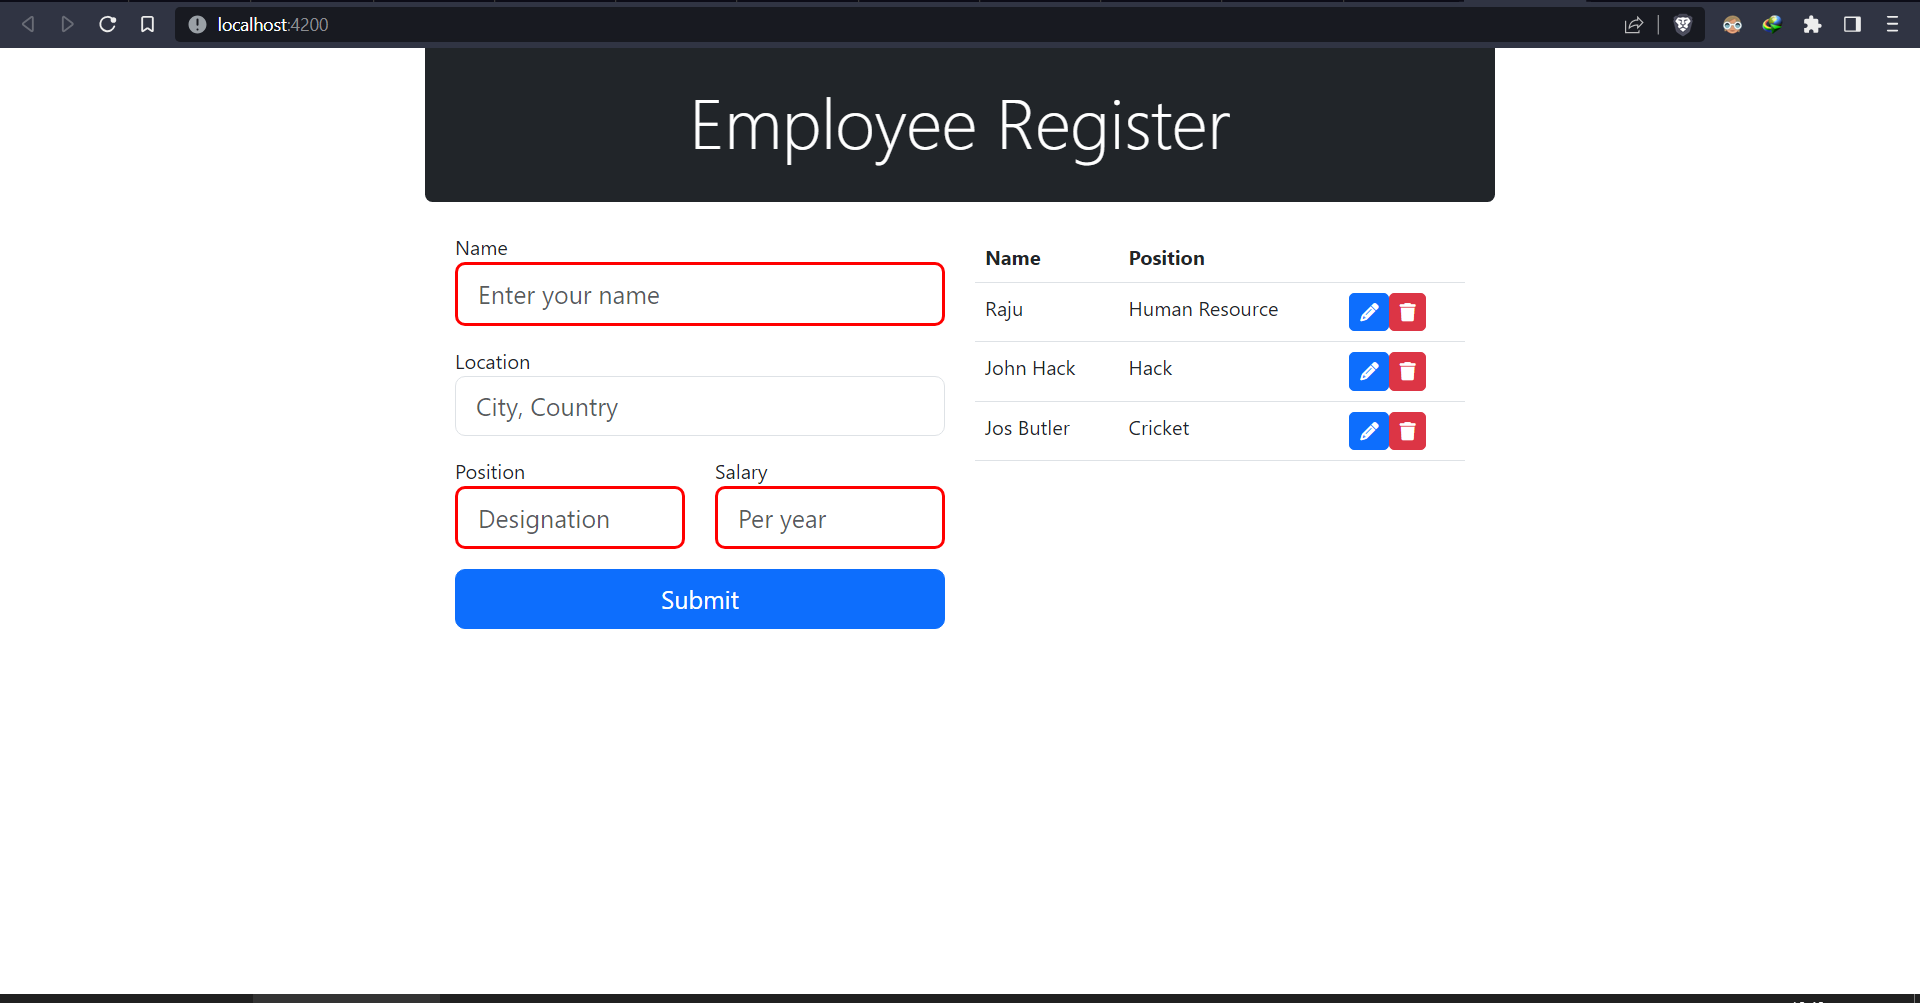 localhost:4200
Employee Register
Name
Enter your name
Location
City, Country
Position Salary
Designation Per year
Submit
Name Position
Raju Human Resource
John Hack Hack
Jos Butler Cricket